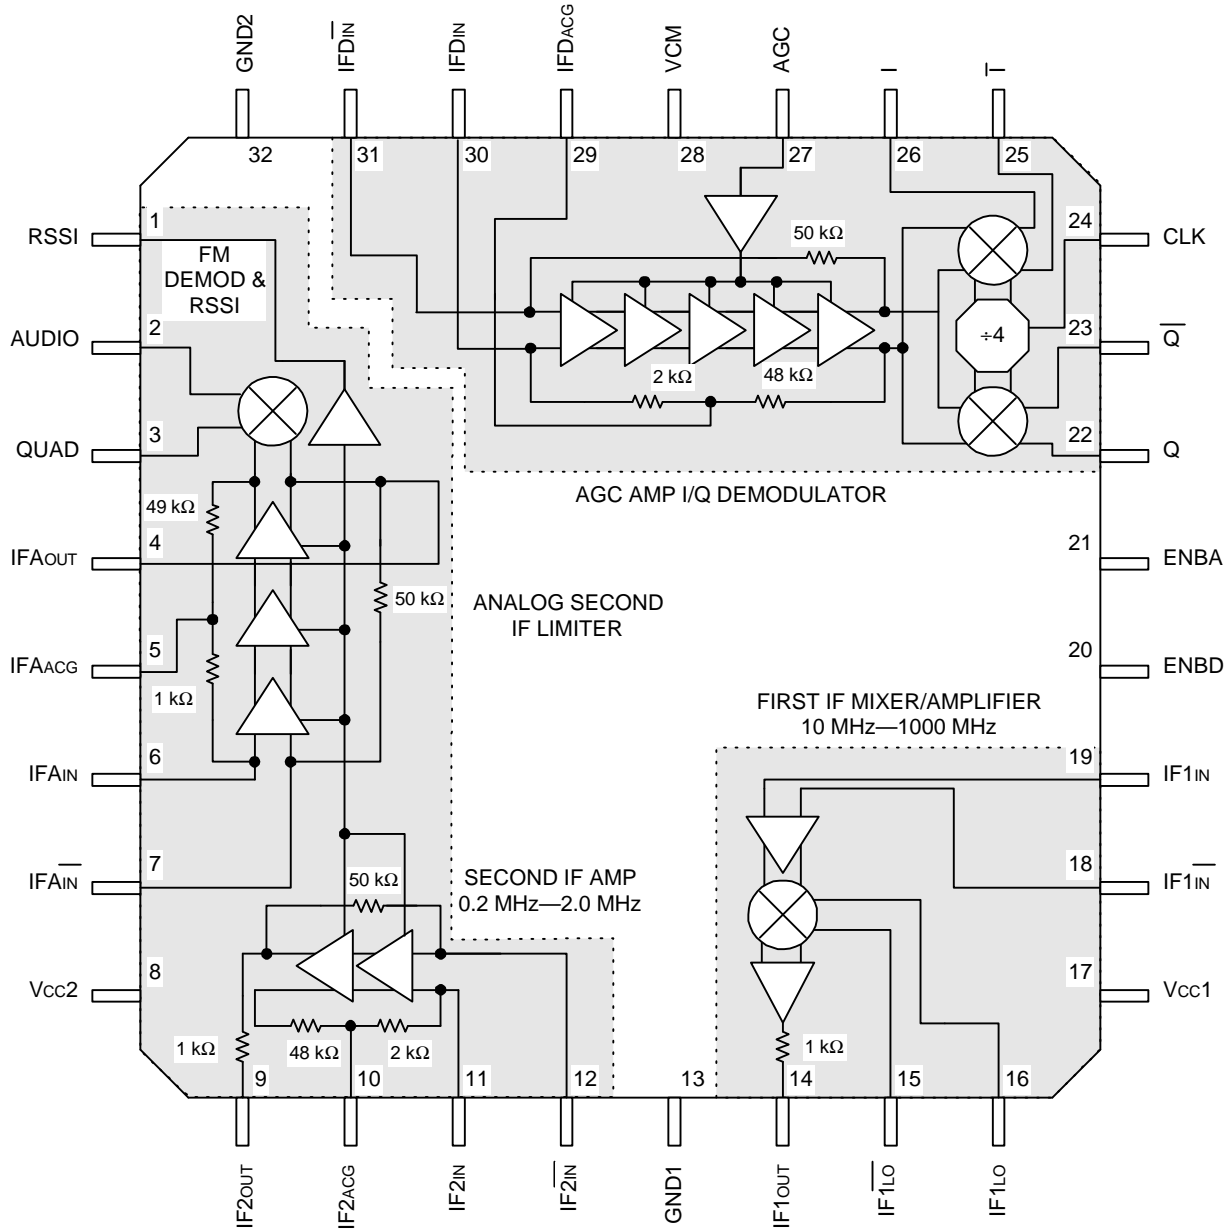 GND2
IFDIN
IFDIN
IFDACG
VCM
AGC
I
I
32
31
30
29
28
27
26
25
RSSI
1
FM
DEMOD &
RSSI
50 kΩ
24
CLK
AUDIO
2
÷4
23
Q
2 kΩ
48 kΩ
QUAD
3
22
Q
AGC AMP I/Q DEMODULATOR
49 kΩ
IFAOUT
4
21
ENBA
50 kΩ
ANALOG SECOND
IF LIMITER
IFAACG
5
1 kΩ
20
ENBD
FIRST IF MIXER/AMPLIFIER
10 MHz—1000 MHz
IFAIN
6
19
IF1IN
IFAIN
7
18
IF1IN
50 kΩ
SECOND IF AMP
0.2 MHz—2.0 MHz
VCC2
8
17
VCC1
1 kΩ
48 kΩ
2 kΩ
1 kΩ
9
10
11
12
13
14
15
16
IF2OUT
IF2ACG
IF2IN
IF2IN
GND1
IF1OUT
IF1LO
IF1LO